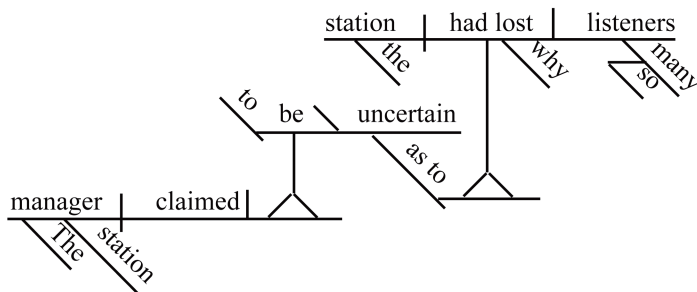 station had lost listeners
the why many
so
to be uncertain
as to
manager claimed
The station